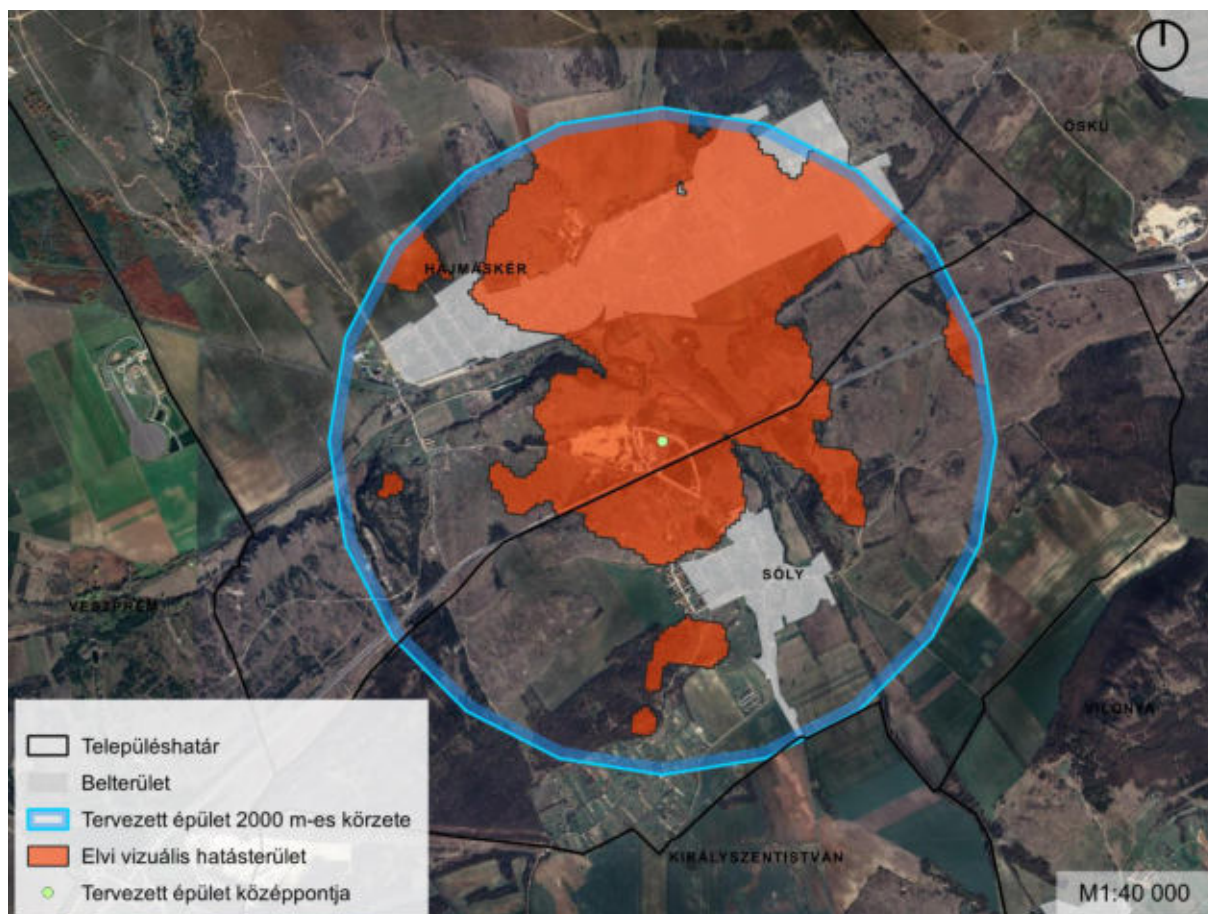 ÖSKÜ
HAJMÁSKÉR
SÓLY
VESZPRÉM
VILONYA
KIRÁLYSZENTISTVÁN
Településhatár
Belterület
Tervezett épület 2000 m-es körzete
Elvi vizuális hatásterület
Tervezett épület középpontja
M1:40 000